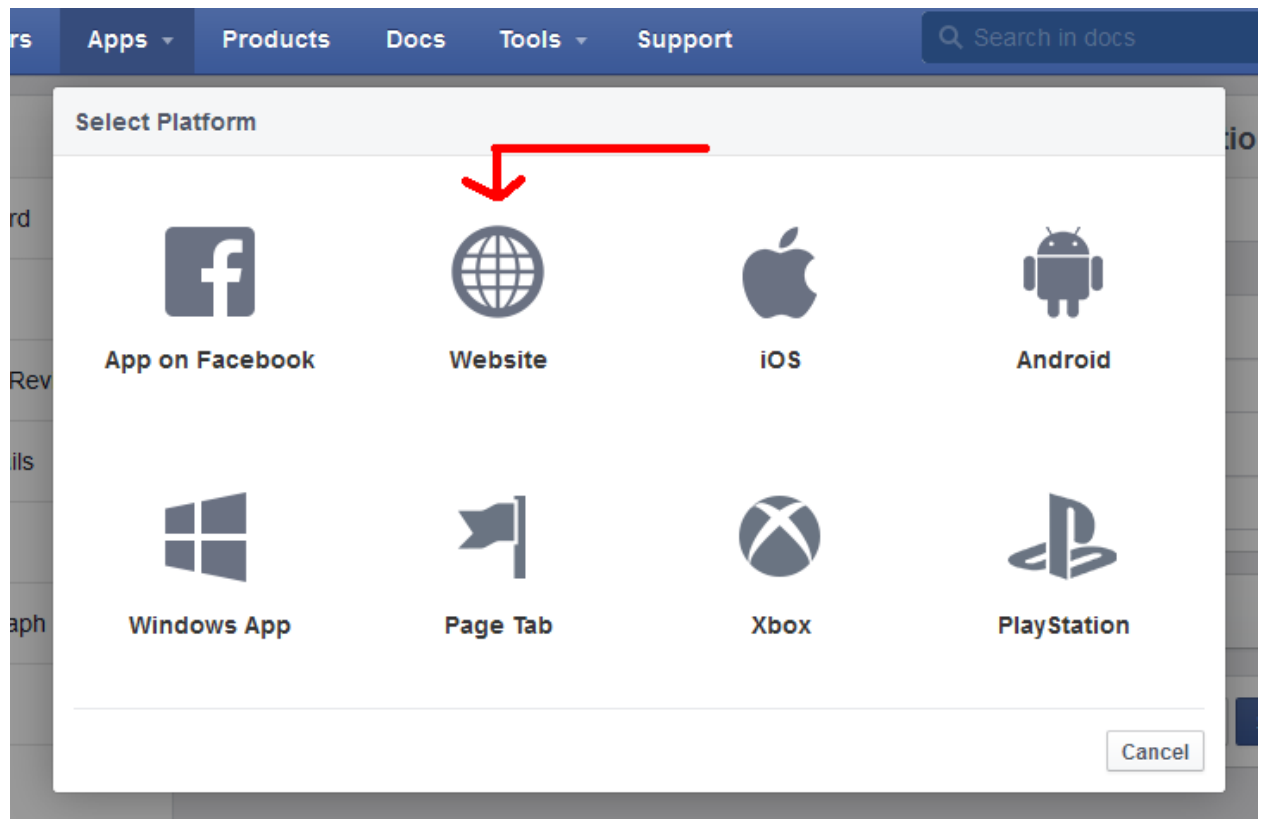 rs Apps Products Docs Tools Support Search in docs
Select Platform
tio
rd
App on Facebook Website iOS Android
Rev
ils
Windows App Page Tab Xbox PlayStation
aph
Cancel